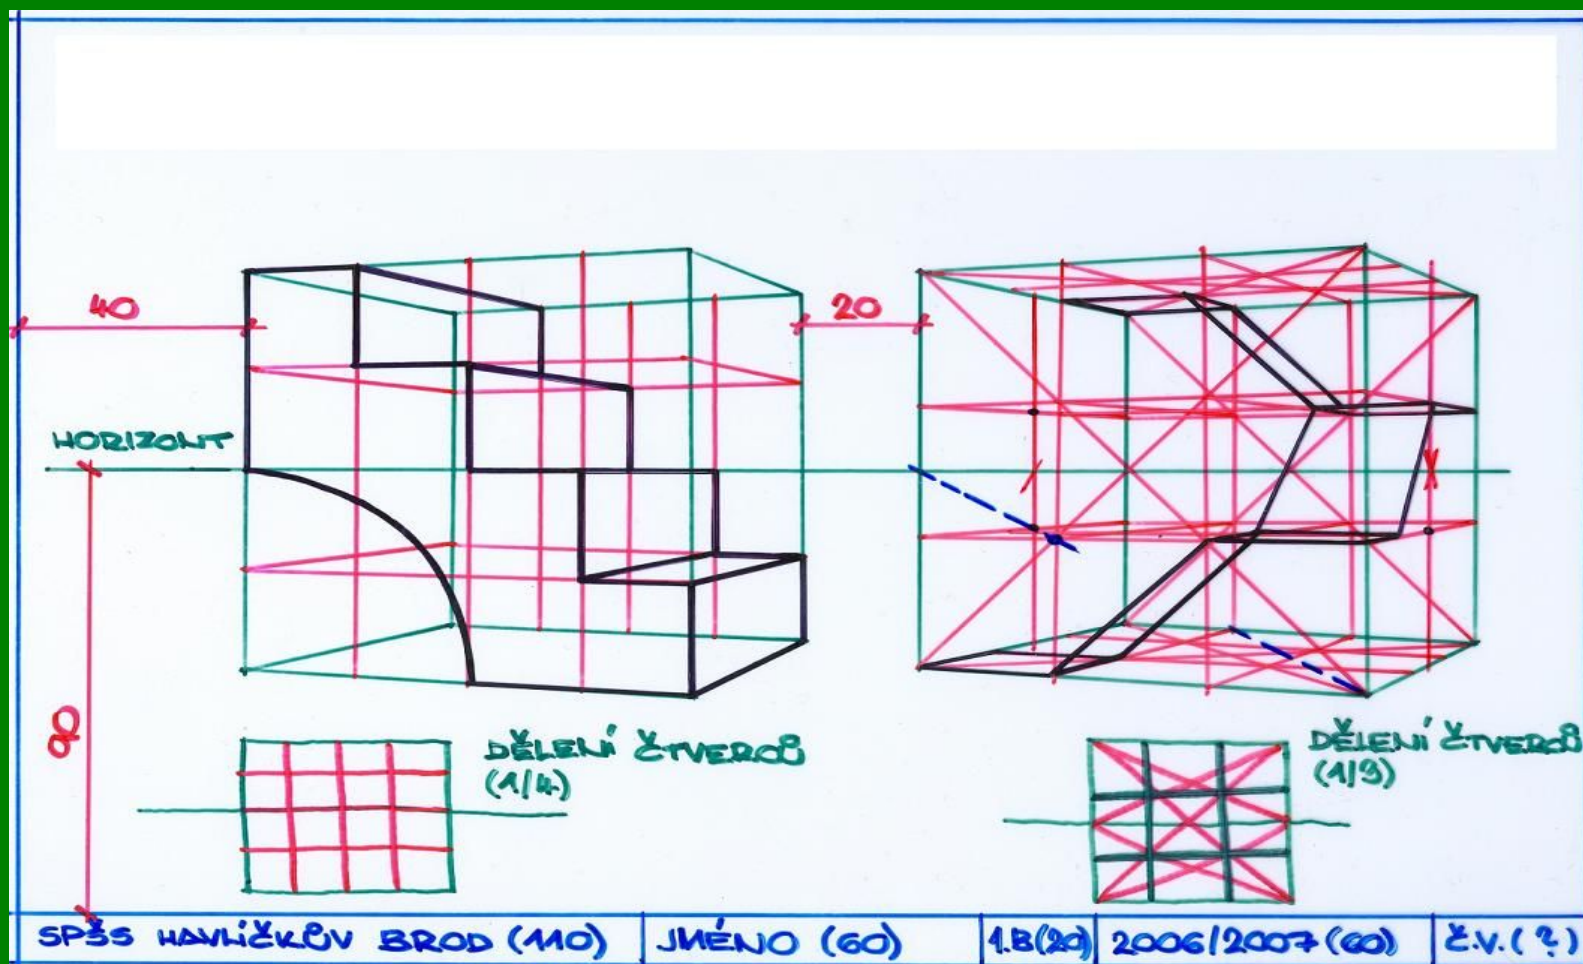 40
20
HORIZONT
90
DĚLENÍ ČTVERCŮ
(1/4)
DĚLENÍ ČTVERCŮ
(1/9)
SPŠS HAVLÍČKŮV BROD (110) JMÉNO (60) 1.B(20) 2006/2007 (60) Č.V. (?)